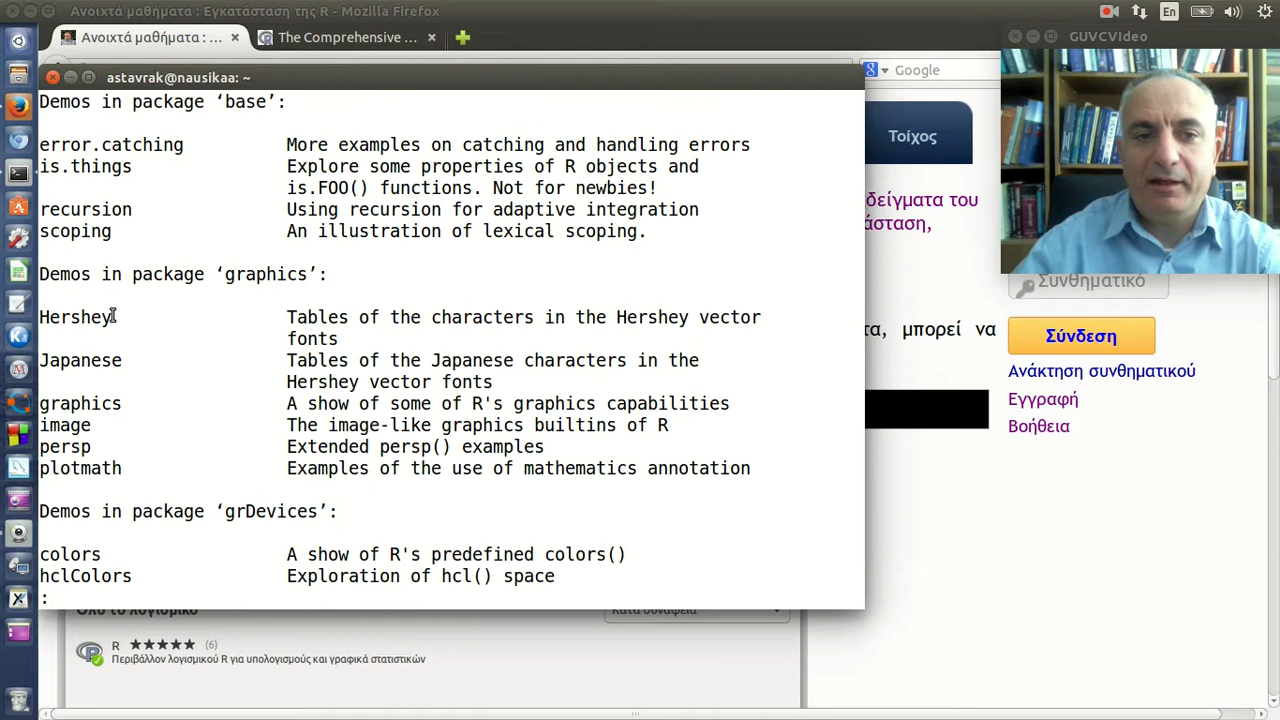 Ανοιχτά μαθήματα : Εγκατάσταση της R - Mozilla Firefox
En
Ανοιχτά μαθήματα : ... ×
The Comprehensive ... ×
GUVCVIdeo
astavrak@nausikaa: ~
Google
Demos in package ‘base’:
error.catching More examples on catching and handling errors
is.things Explore some properties of R objects and
is.FOO() functions. Not for newbies!
recursion Using recursion for adaptive integration
scoping An illustration of lexical scoping.
Demos in package ‘graphics’:
Hershey Tables of the characters in the Hershey vector
fonts
Japanese Tables of the Japanese characters in the
Hershey vector fonts
graphics A show of some of R's graphics capabilities
image The image-like graphics builtins of R
persp Extended persp() examples
plotmath Examples of the use of mathematics annotation
Demos in package ‘grDevices’:
colors A show of R's predefined colors()
hclColors Exploration of hcl() space
:
Τοίχος
δείγματα του
άσταση,
τα, μπορεί να
Συνθηματικό
Σύνδεση
Ανάκτηση συνθηματικού
Εγγραφή
Βοήθεια
Όλο το λογισμικό
Κατά συνάφεια
R ★★★★★ (6)
Περιβάλλον λογισμικού R για υπολογισμούς και γραφικά στατιστικών